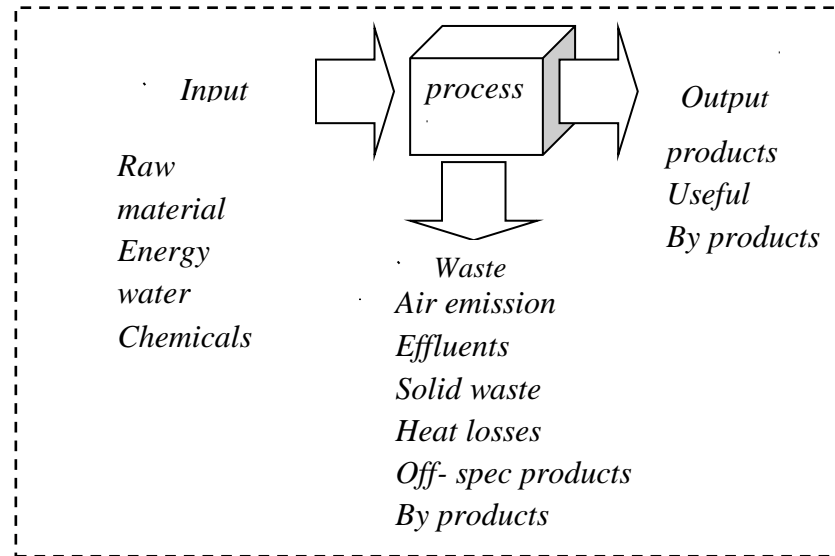 Input
Raw
material
Energy
water
Chemicals
process
Output
products
Useful
By products
Waste
Air emission
Effluents
Solid waste
Heat losses
Off- spec products
By products